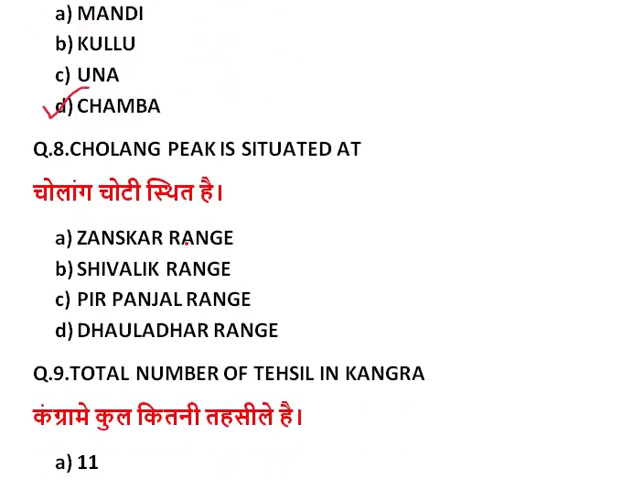 a) MANDI
b) KULLU
c) UNA
d) CHAMBA
Q.8.CHOLANG PEAK IS SITUATED AT
चोलांग चोटी स्थित है।
a) ZANSKAR RANGE
b) SHIVALIK RANGE
c) PIR PANJAL RANGE
d) DHAULADHAR RANGE
Q.9.TOTAL NUMBER OF TEHSIL IN KANGRA
कंग्रामे कुल कितनी तहसीले है।
a) 11